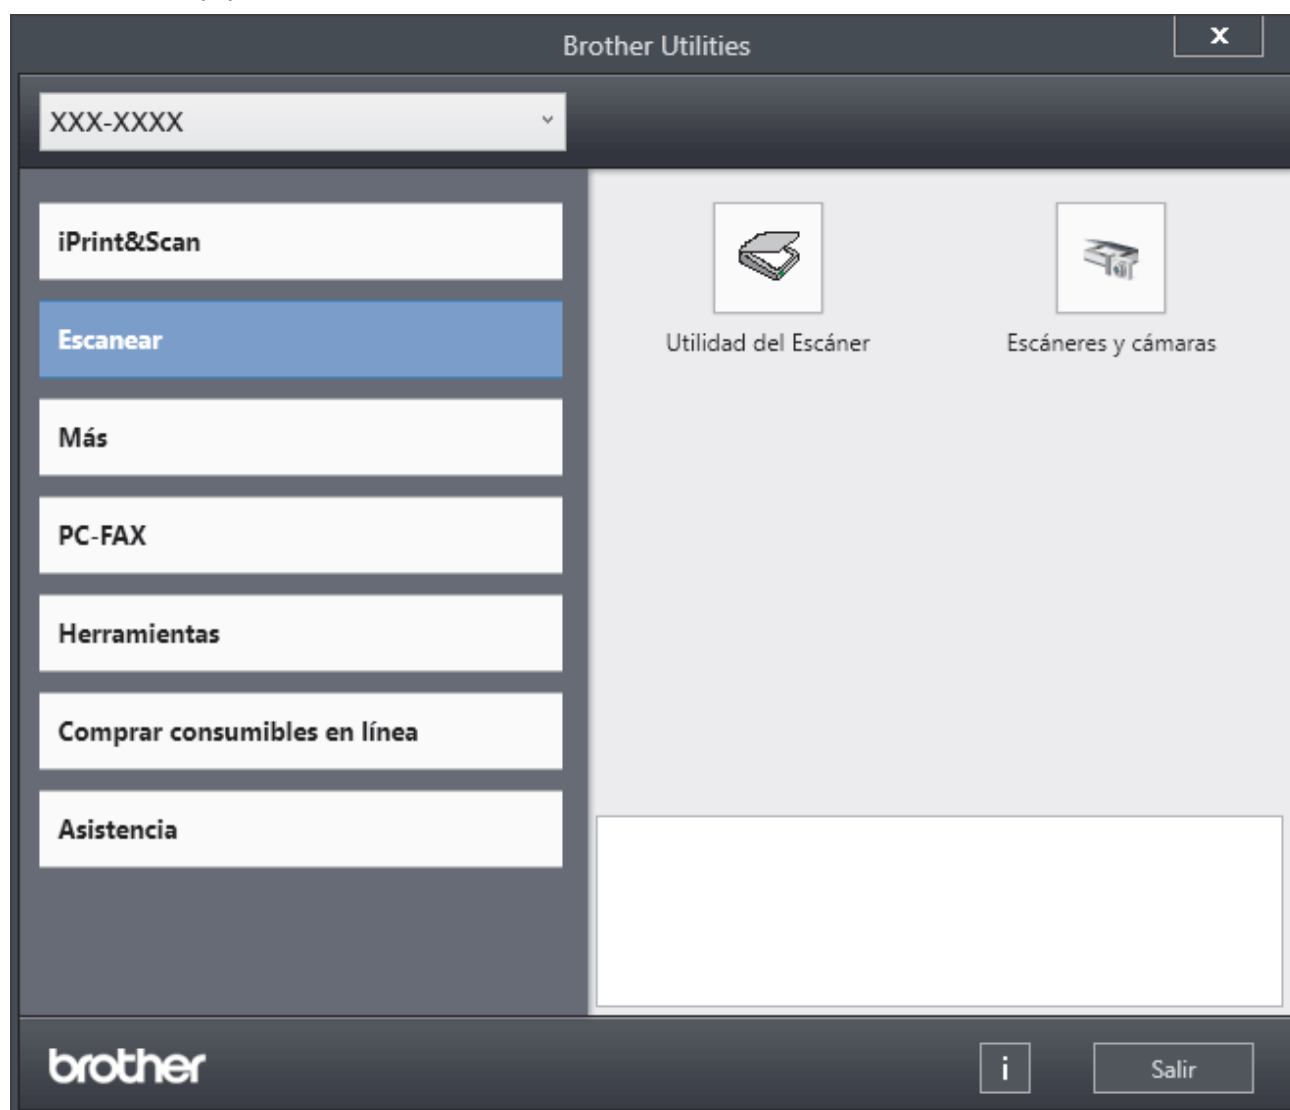 Brother Utilities
x
XXX-XXXX
iPrint&Scan
Escanear
Más
PC-FAX
Herramientas
Comprar consumibles en línea
Asistencia
Utilidad del Escáner
Escáneres y cámaras
brother
i
Salir